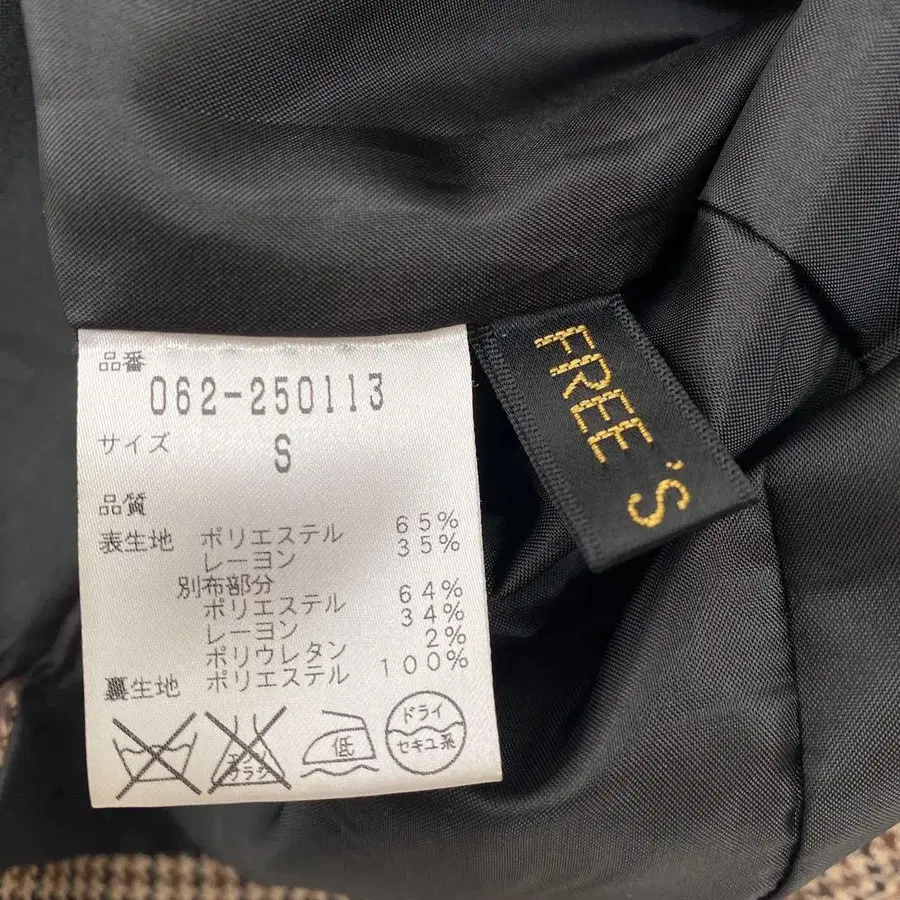 品番
062-250113
サイズ
S
品質
表生地 ポリエステル 65%
レーヨン 35%
別布部分
ポリエステル 64%
レーヨン 34%
ポリウレタン 2%
裏生地 ポリエステル 100%
低
ドライ
セキユ系
FREE'S